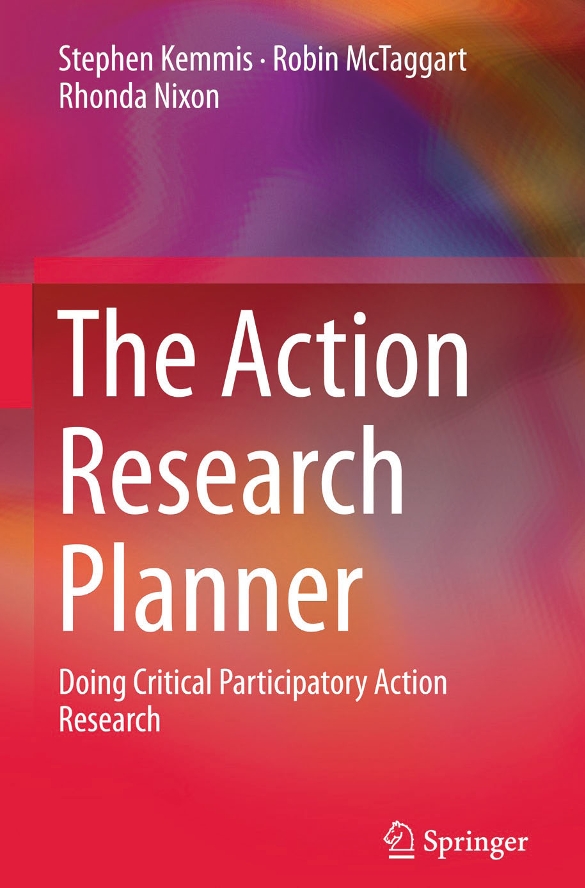 Stephen Kemmis · Robin McTaggart
Rhonda Nixon
The Action
Research
Planner
Doing Critical Participatory Action
Research
Springer